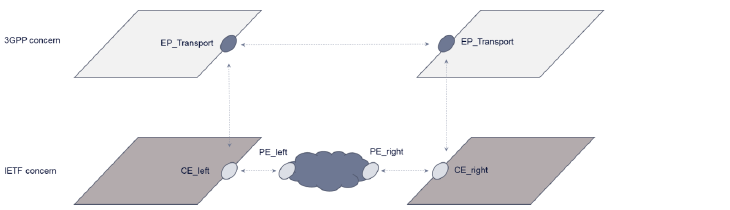 3GPP concern
EP_Transport
EP_Transport
IETF concern
CE_left
PE_left
PE_right
CE_right